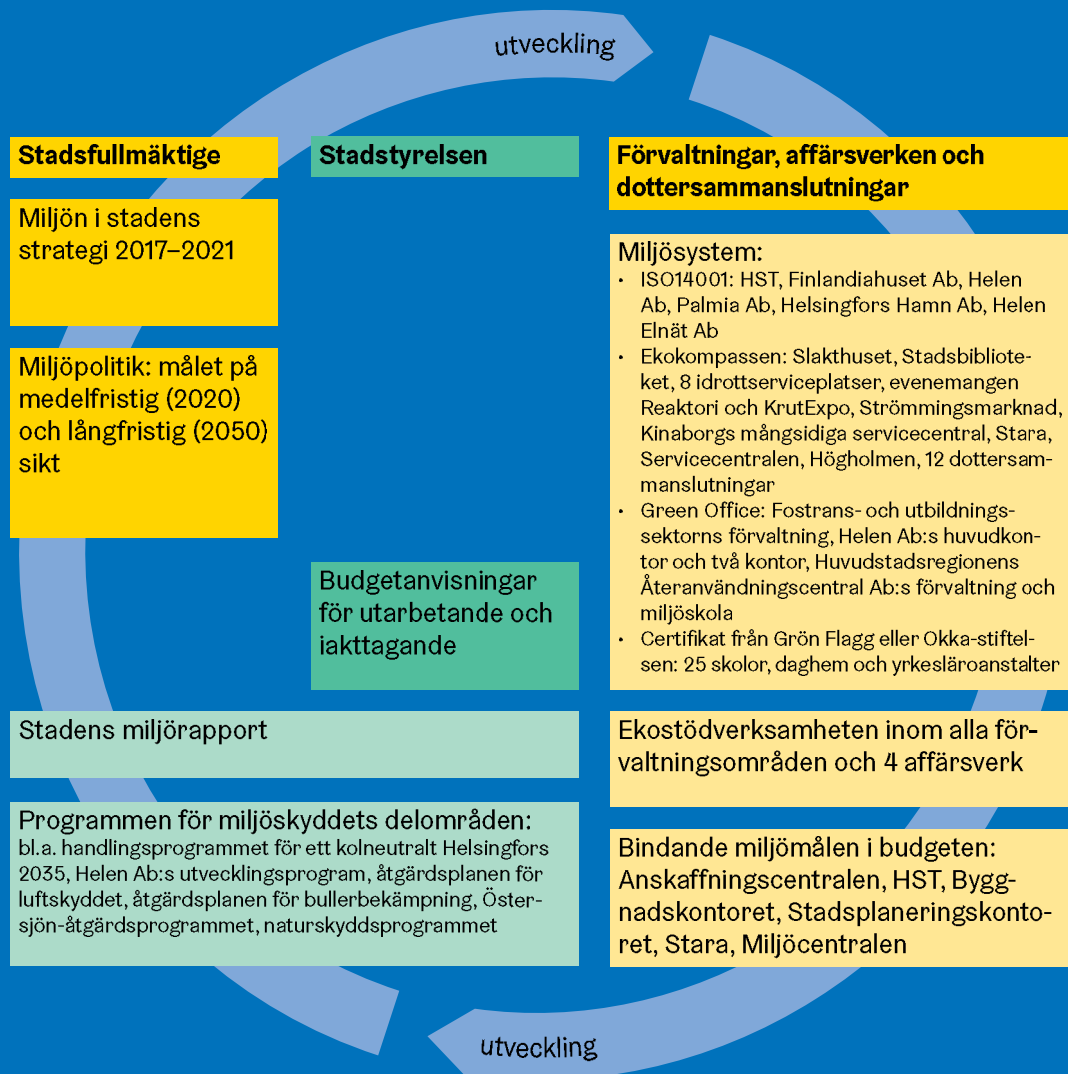 utveckling
Stadsfullmäktige
Miljön i stadens
strategi 2017–2021
Miljöpolitik: målet på
medelfristig (2020)
och långfristig (2050)
sikt
Stadstyrelsen
Budgetanvisningar
för utarbetande och
iakttagande
Stadens miljörapport
Programmen för miljöskyddets delområden:
bl.a. handlingsprogrammet för ett kolneutralt Helsingfors
2035, Helen Ab:s utvecklingsprogram, åtgärdsplanen för
luftskyddet, åtgärdsplanen för bullerbekämpning, Öster-
sjön-åtgärdsprogrammet, naturskyddsprogrammet
Förvaltningar, affärsverken och
dottersammanslutningar
Miljösystem:
• ISO14001: HST, Finlandiahuset Ab, Helen
Ab, Palmia Ab, Helsingfors Hamn Ab, Helen
Elnät Ab
• Ekokompassen: Slakthuset, Stadsbibliote-
ket, 8 idrottserviceplatser, evenemangen
Reaktori och KrutExpo, Strömmingsmarknad,
Kinaborgs mångsidiga servicecentral, Stara,
Servicecentralen, Högholmen, 12 dottersam-
manslutningar
• Green Office: Fostrans- och utbildnings-
sektorns förvaltning, Helen Ab:s huvudkon-
tor och två kontor, Huvudstadsregionens
Återanvändningscentral Ab:s förvaltning och
miljöskola
• Certifikat från Grön Flagg eller Okka-stiftel-
sen: 25 skolor, daghem och yrkesläroanstalter
Ekostödverksamheten inom alla för-
valtningsområden och 4 affärsverk
Bindande miljömålen i budgeten:
Anskaffningscentralen, HST, Bygg-
nadskontoret, Stadsplaneringskonto-
ret, Stara, Miljöcentralen
utveckling